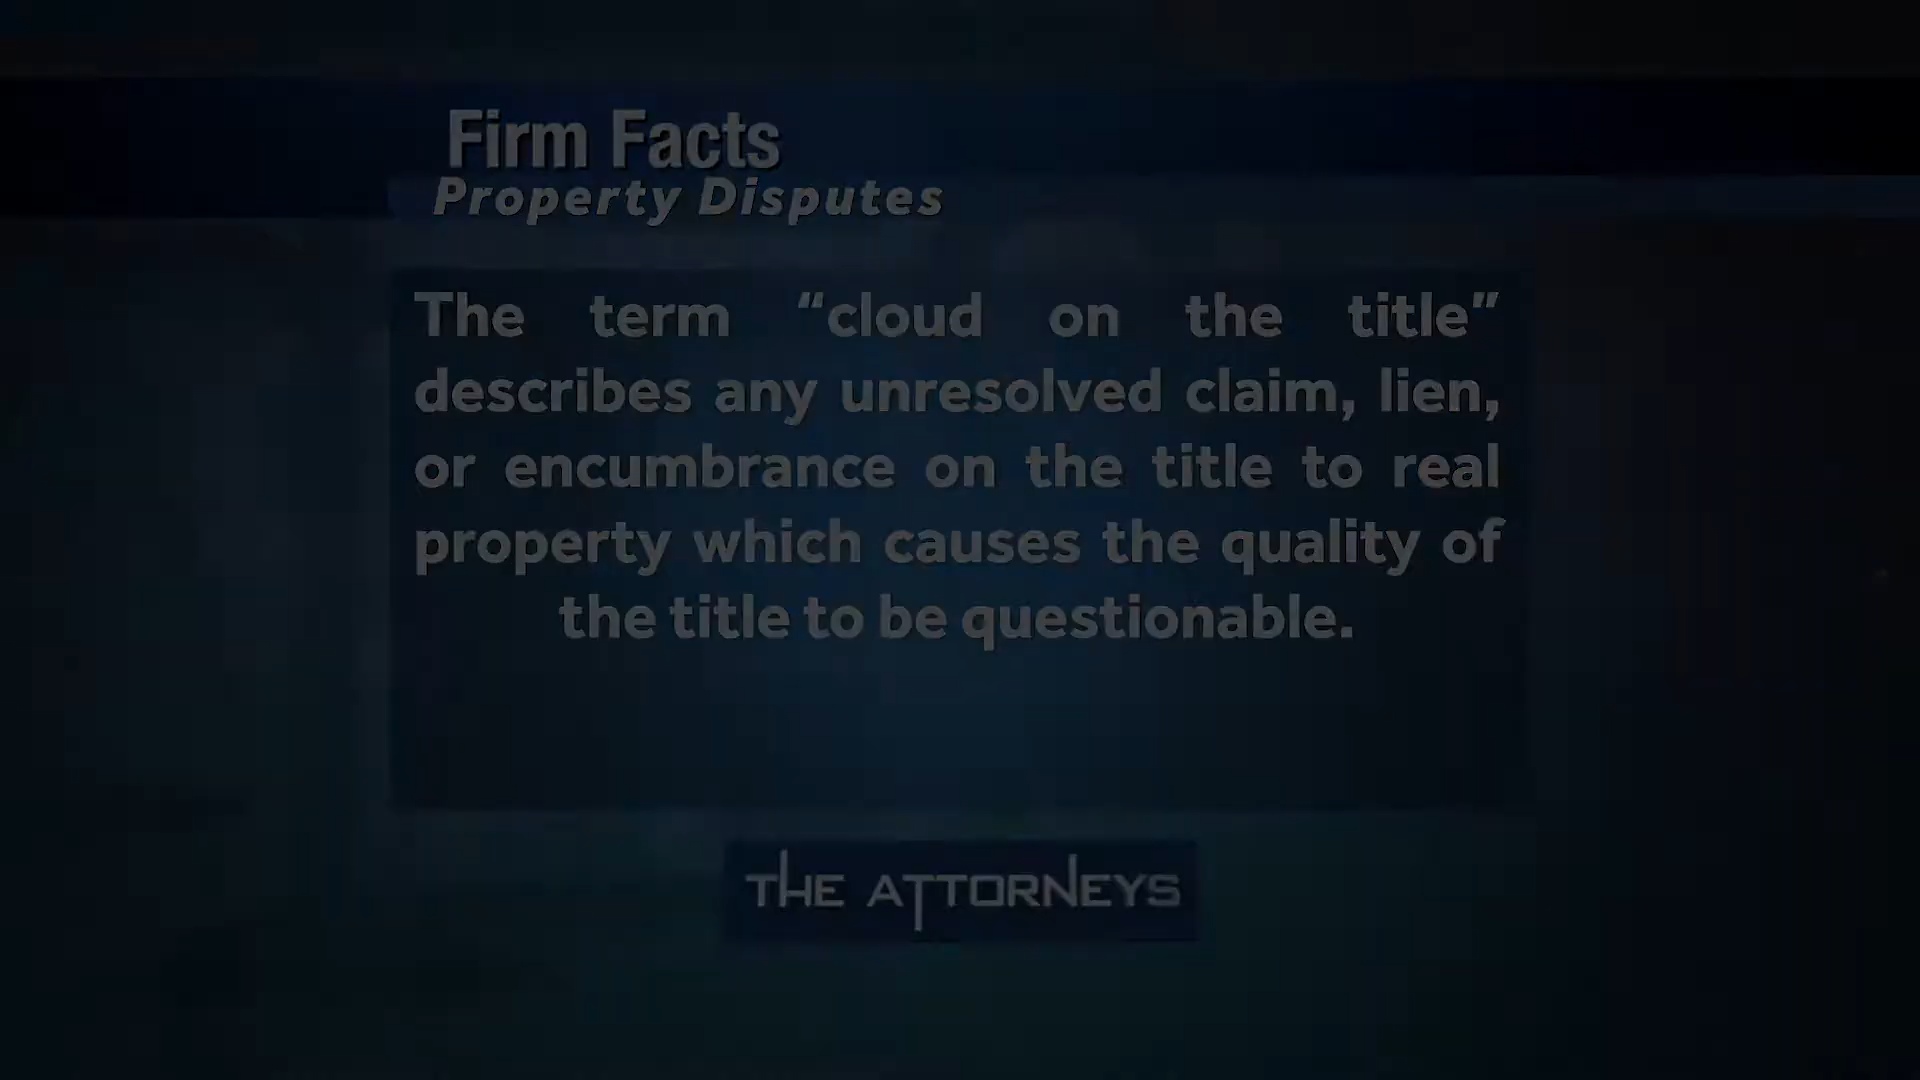 Firm Facts
Property Disputes
The term “cloud on the title”
describes any unresolved claim, lien,
or encumbrance on the title to real
property which causes the quality of
the title to be questionable.
THE ATTORNEYS